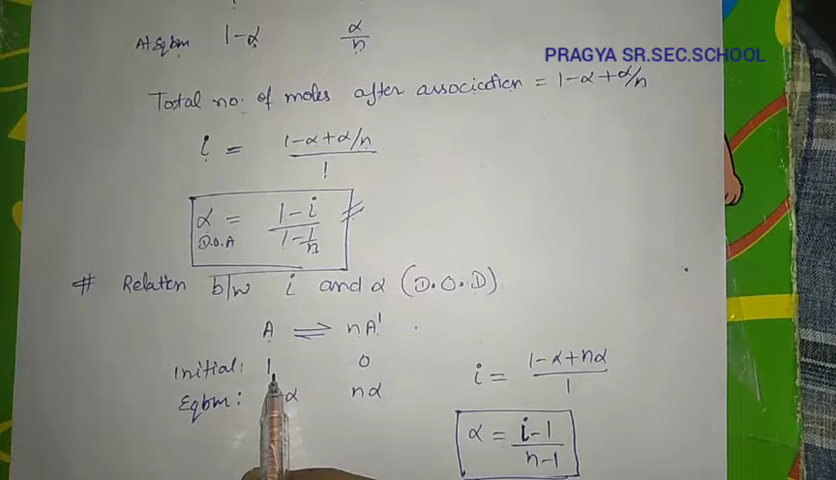 At Eqbm 1-α α/n
PRAGYA SR.SEC.SCHOOL
Total no. of moles after association = 1-α+α/n
i = (1-α+α/n)/1
α = (1-i)/(1-1/n)
D.O.A
# Relation b/w i and α (D.O.D)
A ⇌ nA'
Initial: 1 0
Eqbm: -α nα
i = (1-α+nα)/1
α = (i-1)/(n-1)